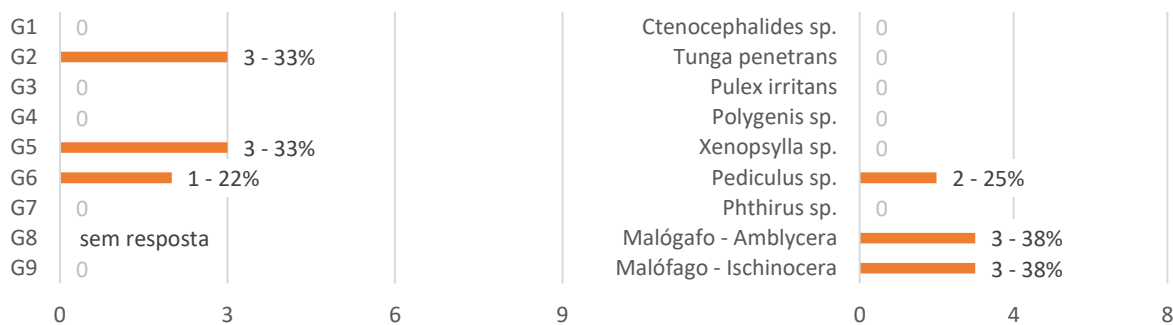 G1 0
G2 3 - 33%
G3 0
G4 0
G5 3 - 33%
G6 1 - 22%
G7 0
G8 sem resposta
G9 0
0 3 6 9
Ctenocephalides sp. 0
Tunga penetrans 0
Pulex irritans 0
Polygenis sp. 0
Xenopsylla sp. 0
Pediculus sp. 2 - 25%
Phthirus sp. 0
Malógafo - Amblycera 3 - 38%
Malófago - Ischinocera 3 - 38%
0 4 8